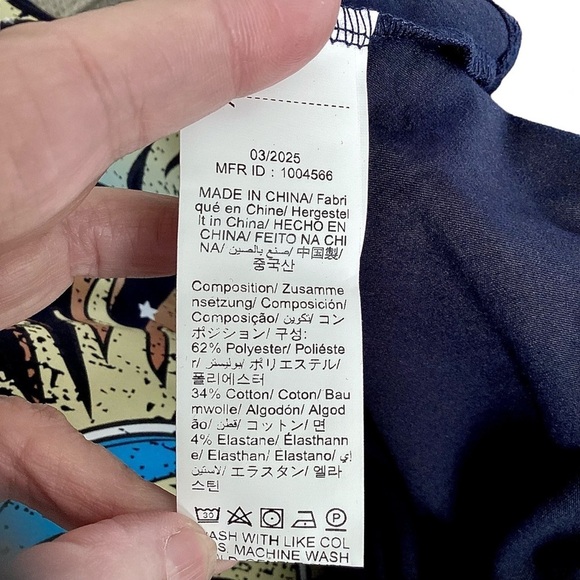 03/2025
MFR ID : 1004566
MADE IN CHINA/ Fabri
qué en Chine/ Hergestel
lt in China/ HECHO EN
CHINA/ FEITO NA CHI
NA/ صنع بالصين/ 中国製/
중국산
Composition/ Zusamme
nsetzung/ Composición/
Composição/ تكوين/ コン
ポジション/ 구성:
62% Polyester/ Poliéste
r/ بوليستر/ ポリエステル/
폴리에스터
34% Cotton/ Coton/ Bau
mwolle/ Algodón/ Algod
ão/ قطن/ コットン/ 면
4% Elastane/ Élasthann
e/ Elasthan/ Elastano/ إي
لاستين/ エラスタン/ 엘라
스틴
30
P
WASH WITH LIKE COL
S, MACHINE WASH